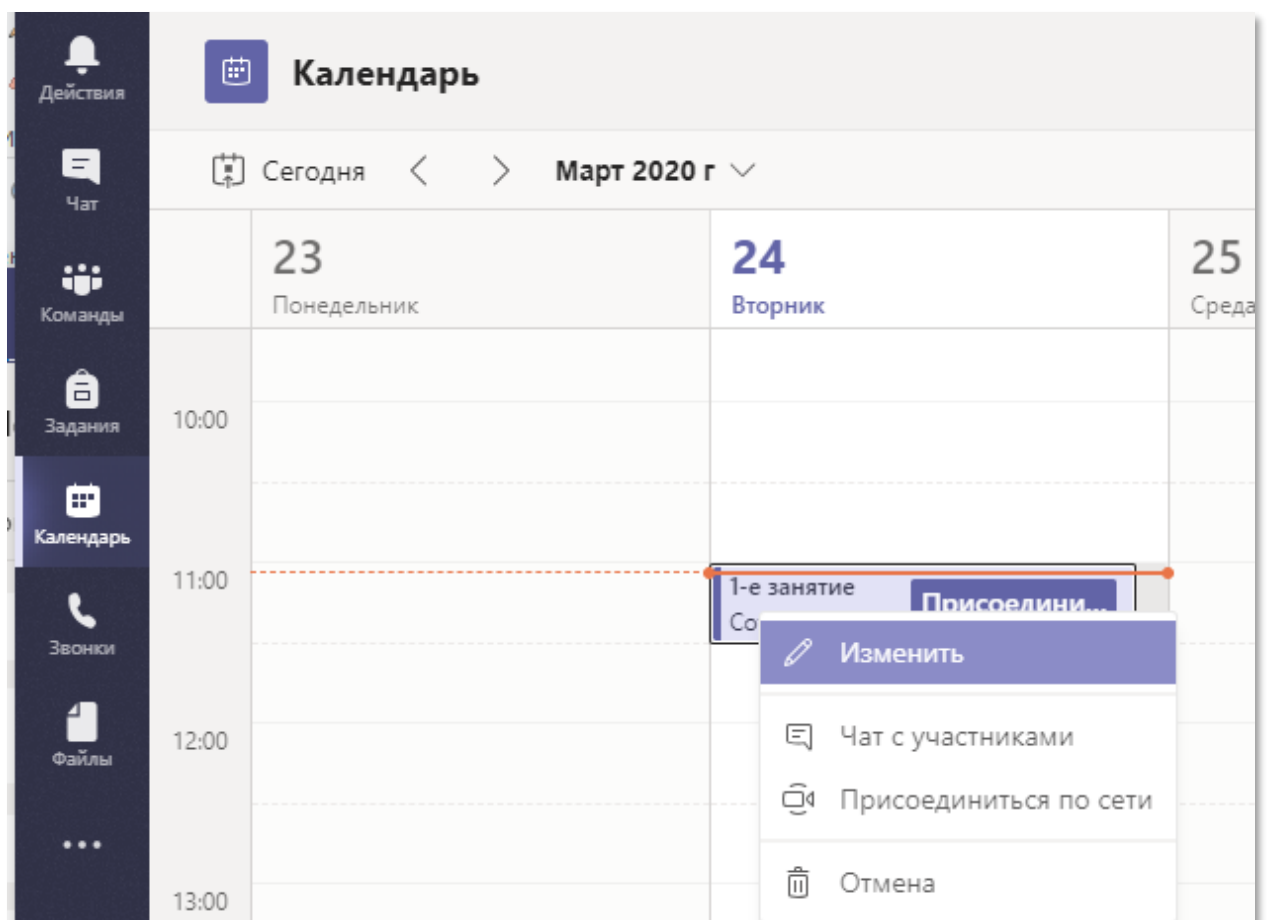 Действия
Чат
Команды
Задания
Календарь
Звонки
Файлы
Календарь
Сегодня
Март 2020 г
23
Понедельник
24
Вторник
25
Среда
10:00
11:00
12:00
13:00
1-е занятие
Присоедини...
Изменить
Чат с участниками
Присоединиться по сети
Отмена